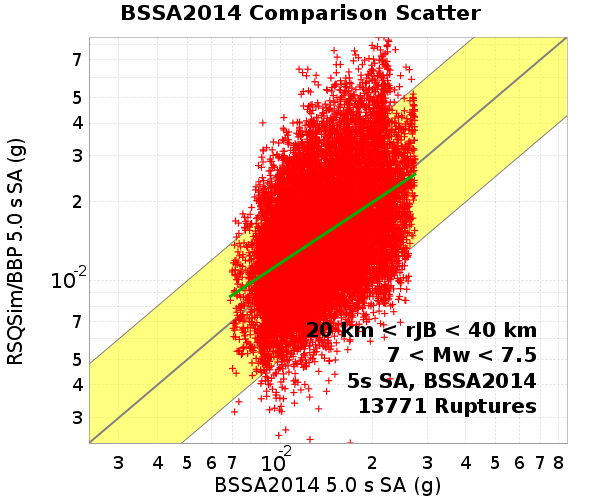 BSSA2014 Comparison Scatter
RSQSim/BBP 5.0 s SA (g)
7
5
4
3
2
10-2
7
5
4
3
20 km < rJB < 40 km
7 < Mw < 7.5
5s SA, BSSA2014
13771 Ruptures
3 4 5 6 7 10-2 2 3 4 5 6 7 8
BSSA2014 5.0 s SA (g)